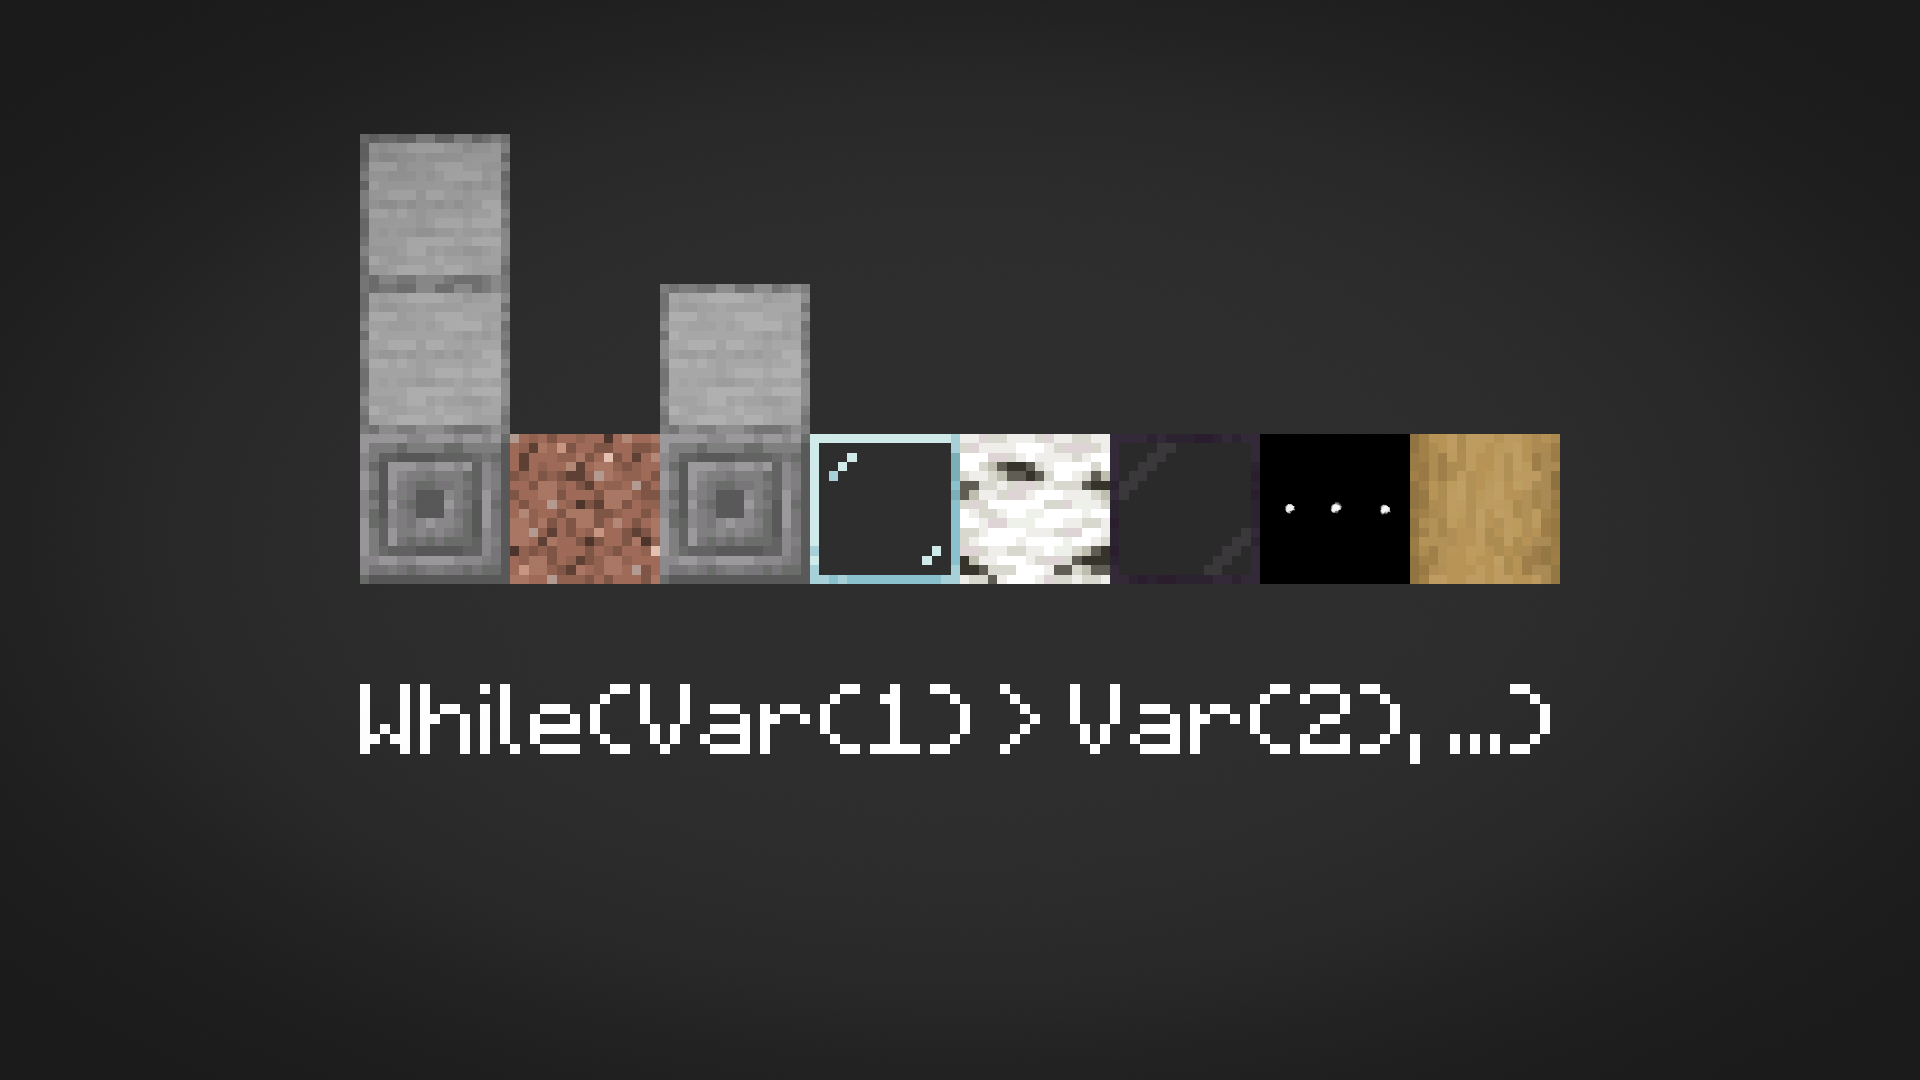 While(Var(1) > Var(2), ...)